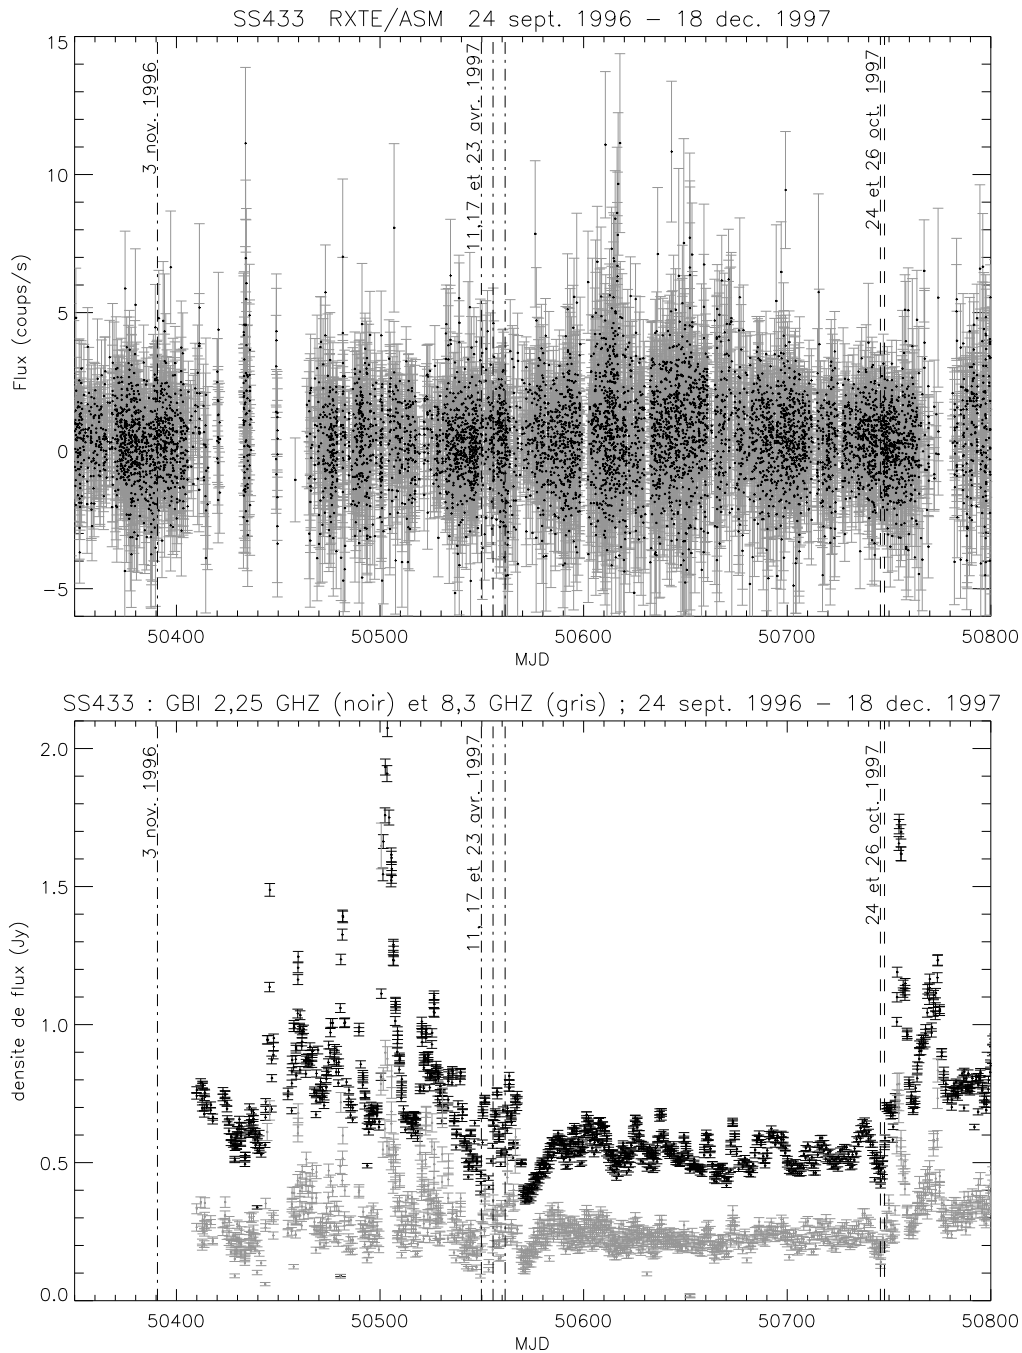 SS433 RXTE/ASM 24 sept. 1996 − 18 dec. 1997
15
10
5
0
−5
Flux (coups/s)
3 nov. 1996
11,17 et 23 avr. 1997
24 et 26 oct. 1997
50400 50500 50600 50700 50800
MJD
SS433 : GBI 2,25 GHZ (noir) et 8,3 GHZ (gris) ; 24 sept. 1996 − 18 dec. 1997
2.0
1.5
1.0
0.5
0.0
densite de flux (Jy)
3 nov. 1996
11, 17 et 23 avr. 1997
24 et 26 oct. 1997
50400 50500 50600 50700 50800
MJD